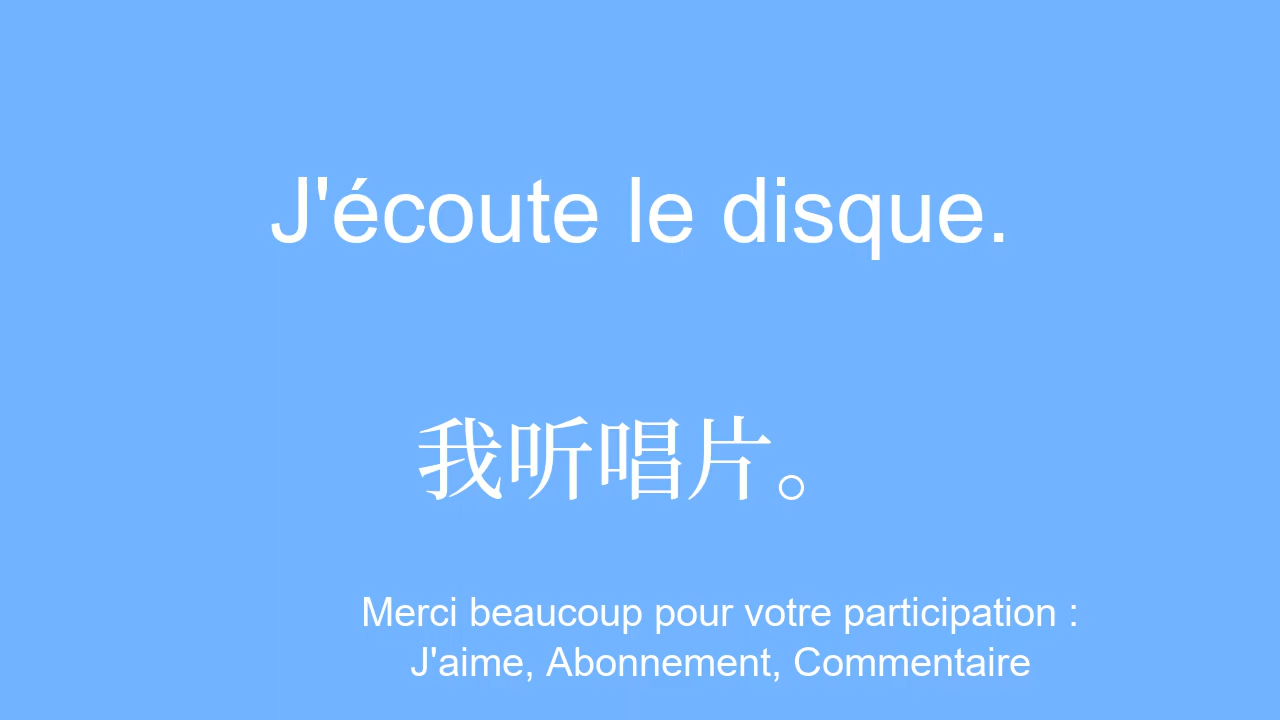 J'écoute le disque.
我听唱片。
Merci beaucoup pour votre participation :
J'aime, Abonnement, Commentaire